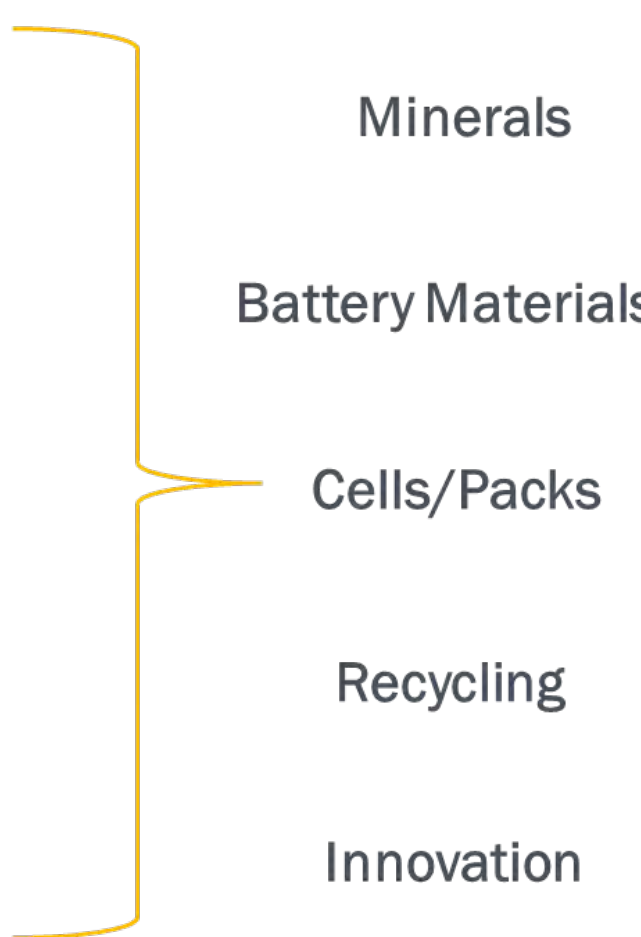 Minerals
Battery Materials
Cells/Packs
Recycling
Innovation